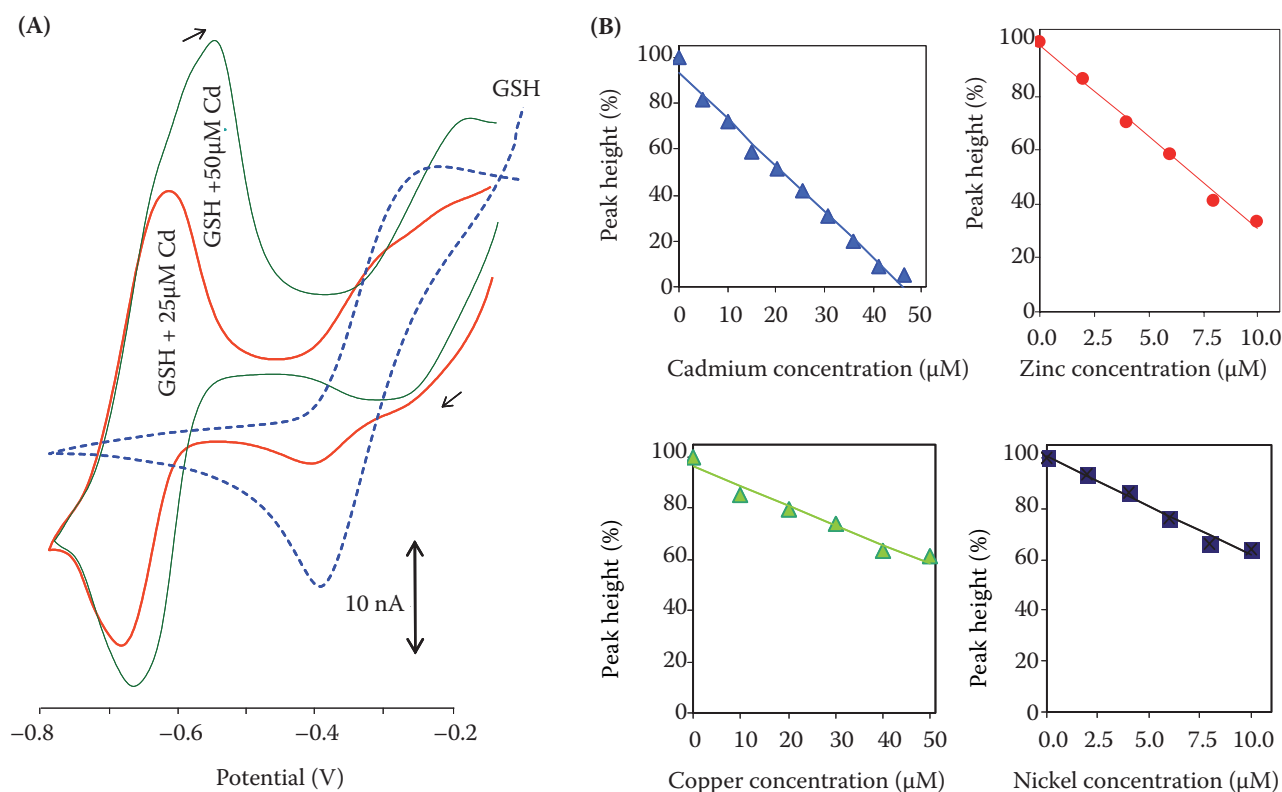 (A)
GSH
GSH +50µM Cd
GSH + 25µM Cd
10 nA
–0.8 –0.6 –0.4 –0.2
Potential (V)
(B)
Peak height (%)
100
80
60
40
20
0
0 10 20 30 40 50
Cadmium concentration (µM)
Peak height (%)
100
80
60
40
20
0
0.0 2.5 5.0 7.5 10.0
Zinc concentration (µM)
Peak height (%)
100
80
60
40
20
0
0 10 20 30 40 50
Copper concentration (µM)
Peak height (%)
100
80
60
40
20
0
0.0 2.5 5.0 7.5 10.0
Nickel concentration (µM)